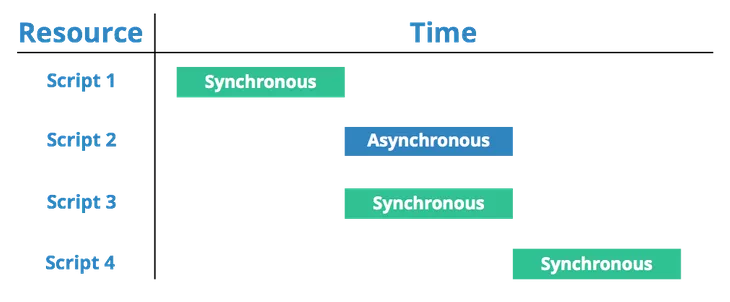 Resource Time
Script 1 Synchronous
Script 2 Asynchronous
Script 3 Synchronous
Script 4 Synchronous